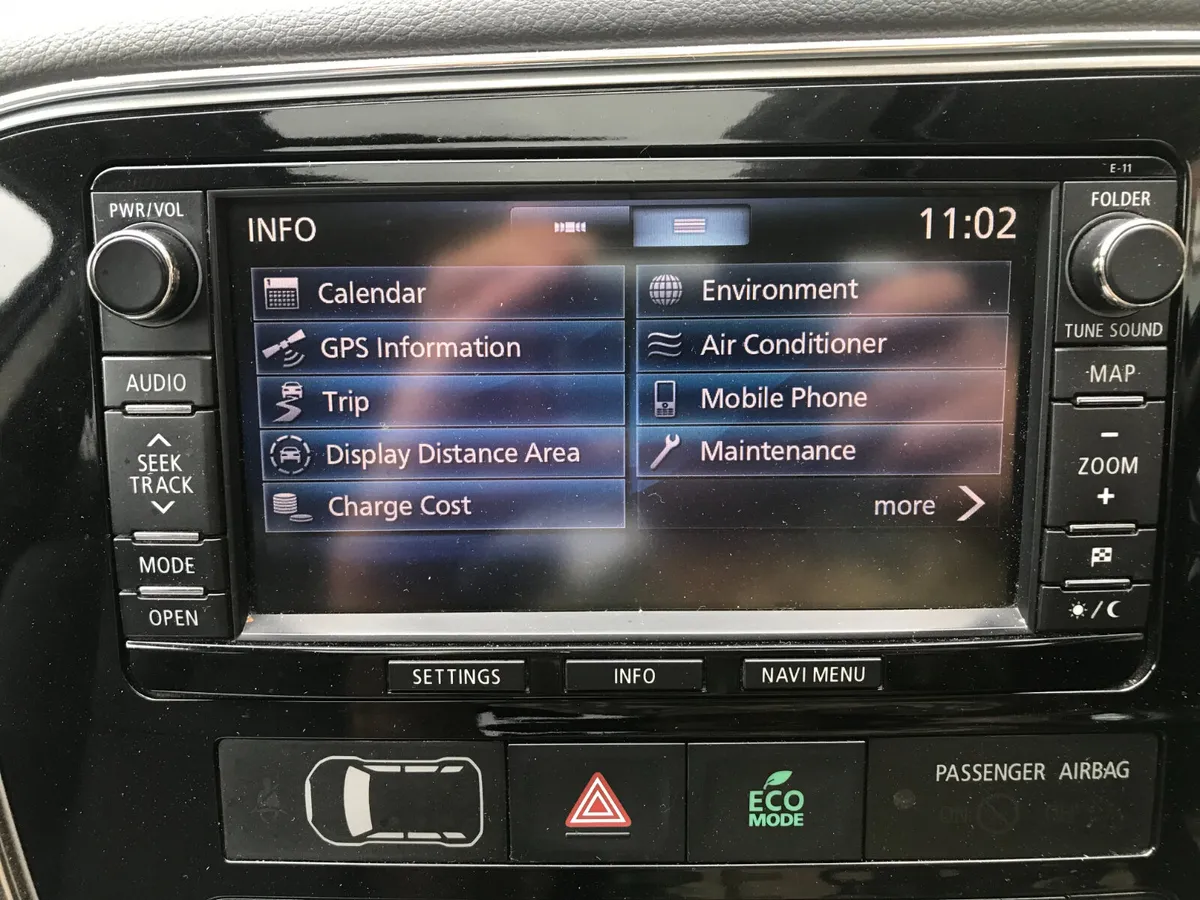 E-11
PWR/VOL
FOLDER
INFO
11:02
Calendar
Environment
TUNE SOUND
GPS Information
Air Conditioner
AUDIO
MAP
Trip
Mobile Phone
SEEK
TRACK
Display Distance Area
Maintenance
ZOOM
Charge Cost
more
MODE
OPEN
SETTINGS
INFO
NAVI MENU
ECO
MODE
PASSENGER AIRBAG